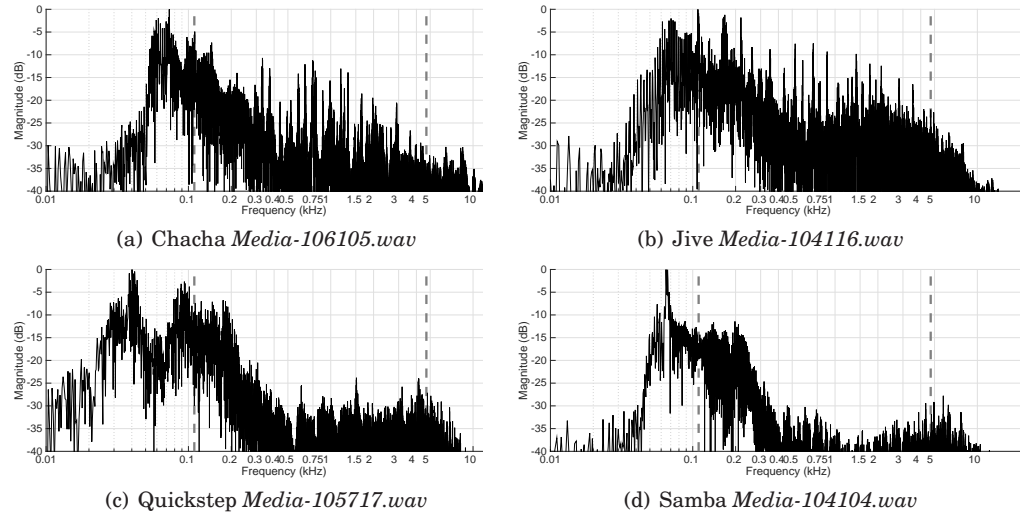 0
-5
-10
-15
-20
-25
-30
-35
-40
Magnitude (dB)
0.01 0.1 0.2 0.3 0.4 0.5 0.75 1 1.5 2 3 4 5 10
Frequency (kHz)
(a) Chacha Media-106105.wav
0
-5
-10
-15
-20
-25
-30
-35
-40
Magnitude (dB)
0.01 0.1 0.2 0.3 0.4 0.5 0.75 1 1.5 2 3 4 5 10
Frequency (kHz)
(b) Jive Media-104116.wav
0
-5
-10
-15
-20
-25
-30
-35
-40
Magnitude (dB)
0.01 0.1 0.2 0.3 0.4 0.5 0.75 1 1.5 2 3 4 5 10
Frequency (kHz)
(c) Quickstep Media-105717.wav
0
-5
-10
-15
-20
-25
-30
-35
-40
Magnitude (dB)
0.01 0.1 0.2 0.3 0.4 0.5 0.75 1 1.5 2 3 4 5 10
Frequency (kHz)
(d) Samba Media-104104.wav